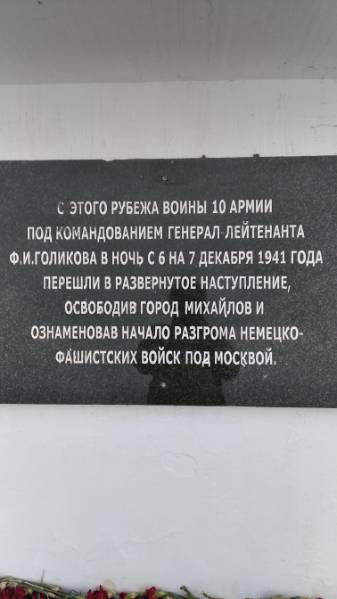 С ЭТОГО РУБЕЖА ВОИНЫ 10 АРМИИ
ПОД КОМАНДОВАНИЕМ ГЕНЕРАЛ-ЛЕЙТЕНАНТА
Ф.И.ГОЛИКОВА В НОЧЬ С 6 НА 7 ДЕКАБРЯ 1941 ГОДА
ПЕРЕШЛИ В РАЗВЕРНУТОЕ НАСТУПЛЕНИЕ,
ОСВОБОДИВ ГОРОД МИХАЙЛОВ И
ОЗНАМЕНОВАВ НАЧАЛО РАЗГРОМА НЕМЕЦКО-
ФАШИСТСКИХ ВОЙСК ПОД МОСКВОЙ.